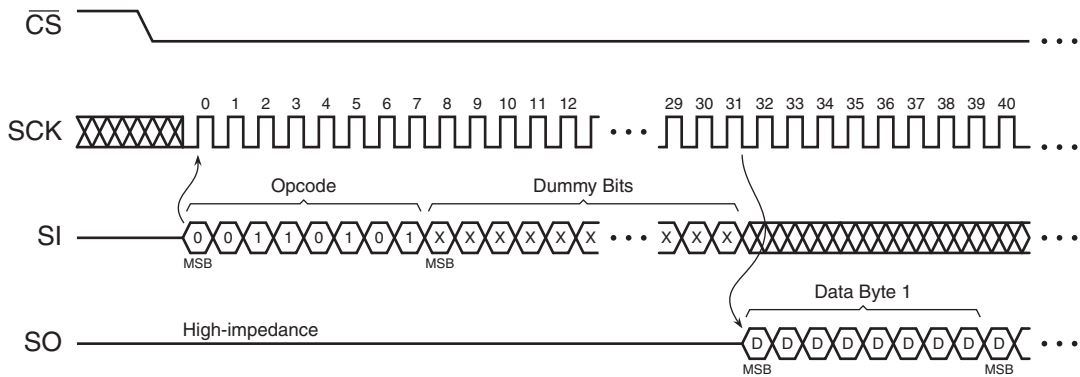 CS
0 1 2 3 4 5 6 7 8 9 10 11 12 29 30 31 32 33 34 35 36 37 38 39 40
SCK
Opcode Dummy Bits
SI 0 0 1 1 0 1 0 1 X X X X X X X X X
MSB MSB
Data Byte 1
High-impedance
SO D D D D D D D D D
MSB MSB